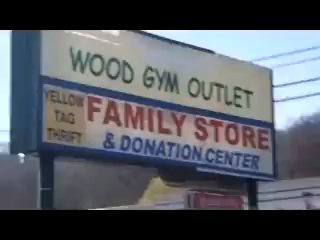 WOOD GYM OUTLET
YELLOW
TAG
THRIFT
FAMILY STORE
& DONATION CENTER